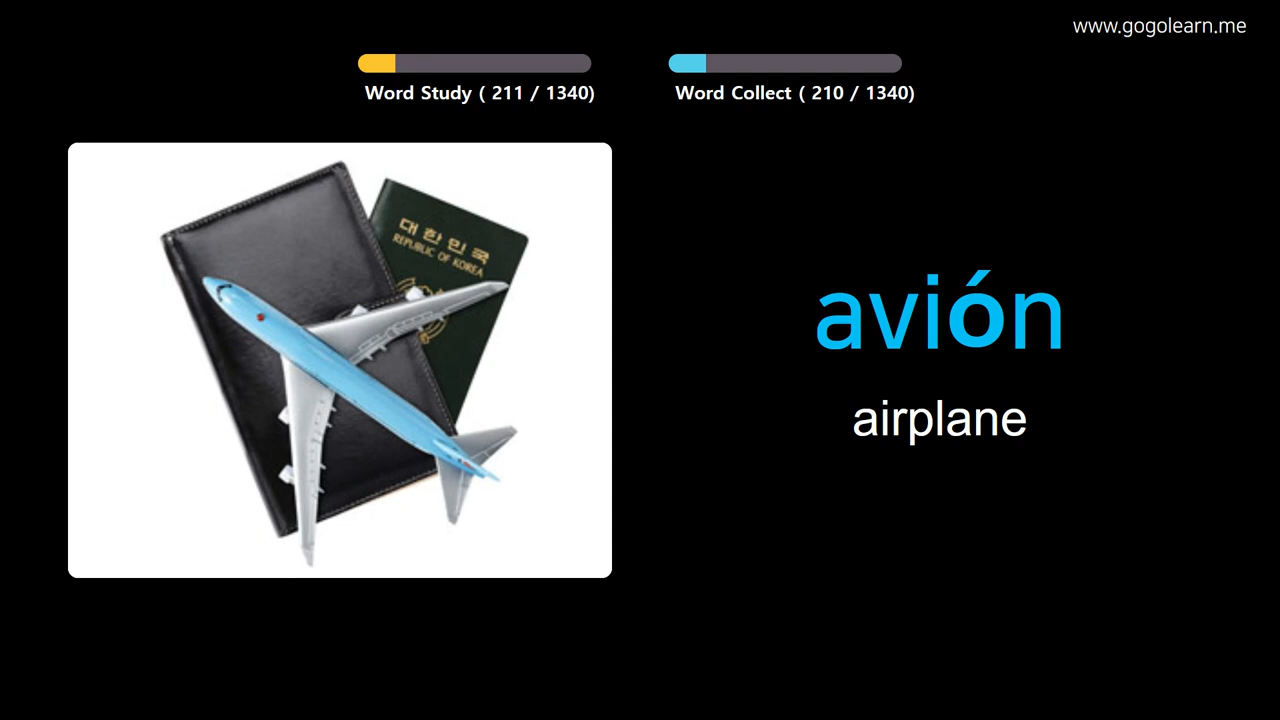 www.gogolearn.me
Word Study ( 211 / 1340)
Word Collect ( 210 / 1340)
대한민국
REPUBLIC OF KOREA
avión
airplane